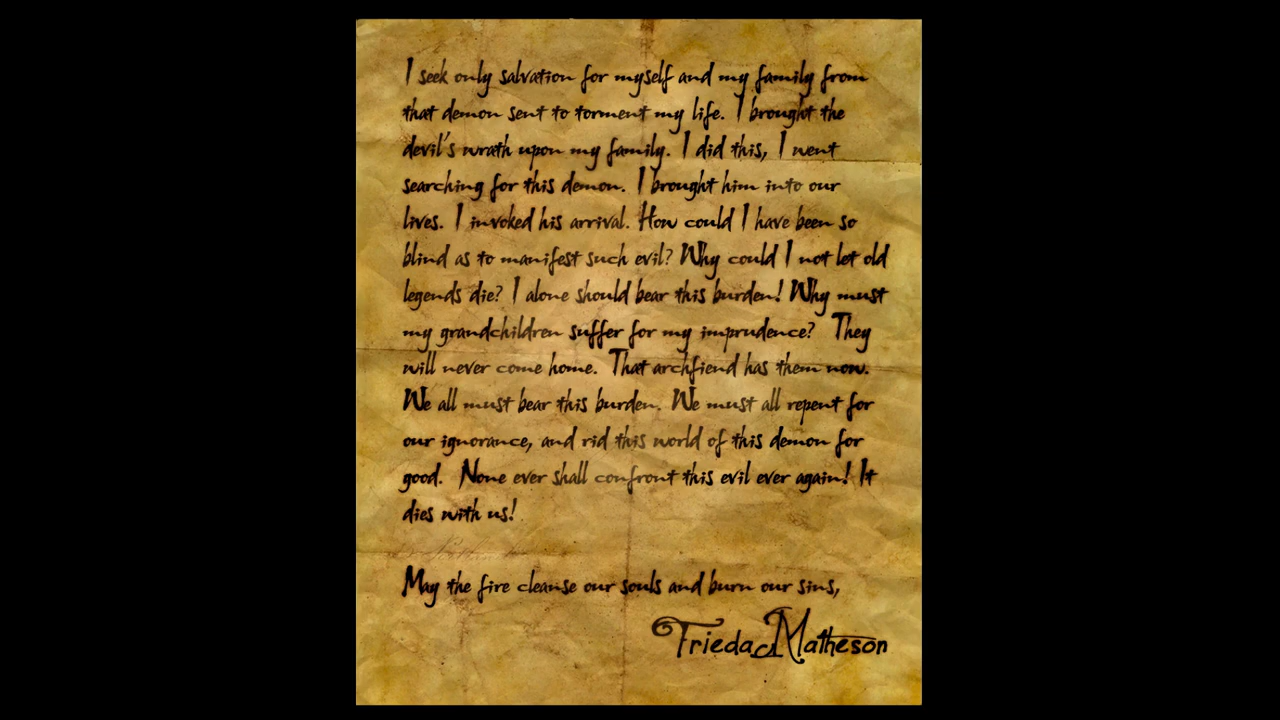 I seek only salvation for myself and my family from
that demon sent to torment my life. I brought the
devil's wrath upon my family. I did this, I went
searching for this demon. I brought him into our
lives. I invoked his arrival. How could I have been so
blind as to manifest such evil? Why could I not let old
legends die? I alone should bear this burden! Why must
my grandchildren suffer for my imprudence? They
will never come home. That archfiend has them now.
We all must bear this burden. We must all repent for
our ignorance, and rid this world of this demon for
good. None ever shall confront this evil ever again! It
dies with us!
May the fire cleanse our souls and burn our sins,
Frieda Matheson